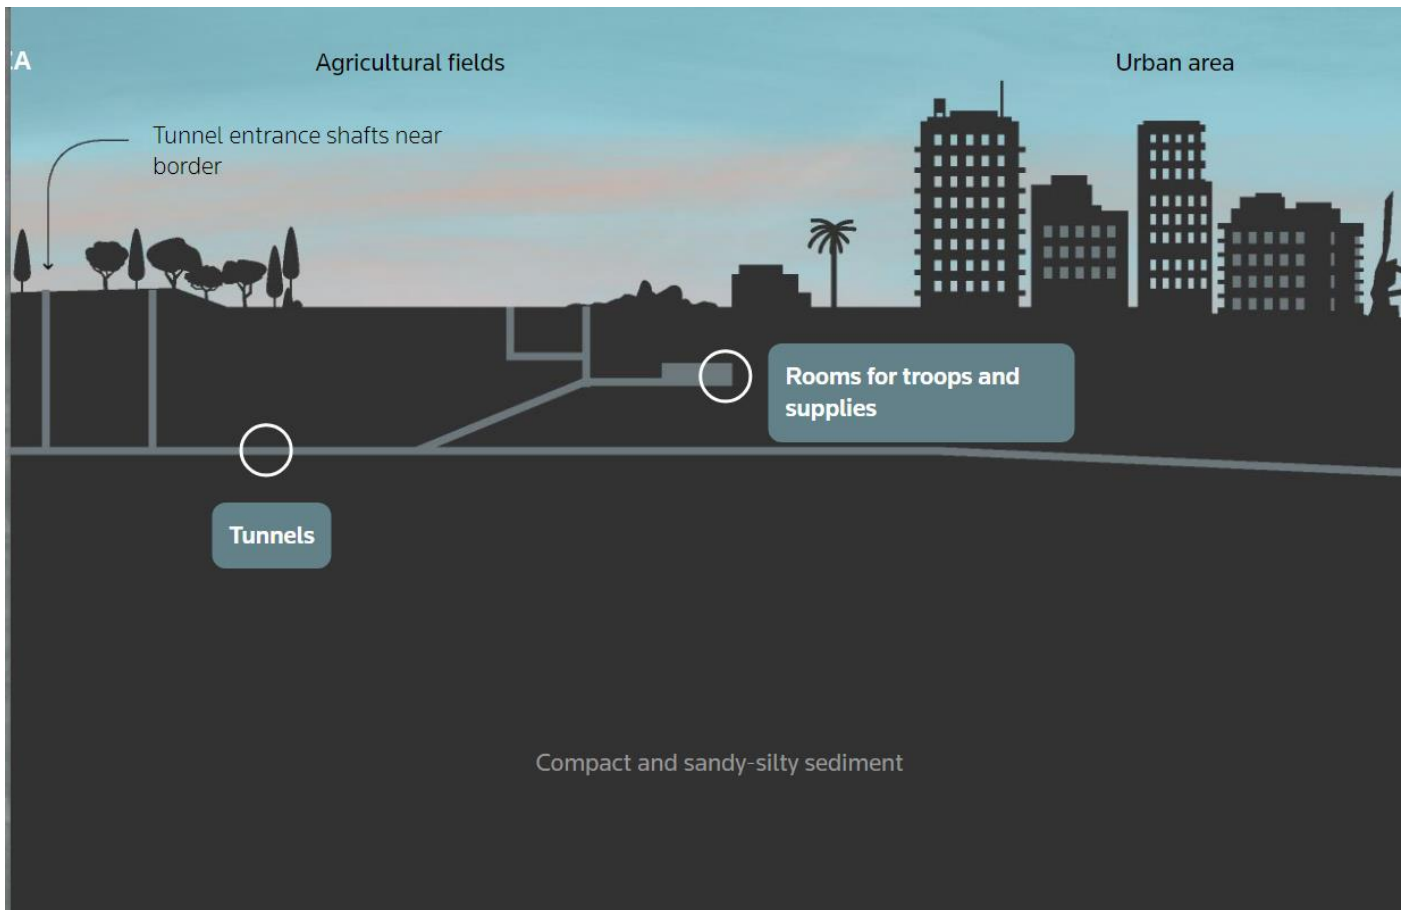 Agricultural fields
Urban area
Tunnel entrance shafts near
border
Rooms for troops and
supplies
Tunnels
Compact and sandy-silty sediment